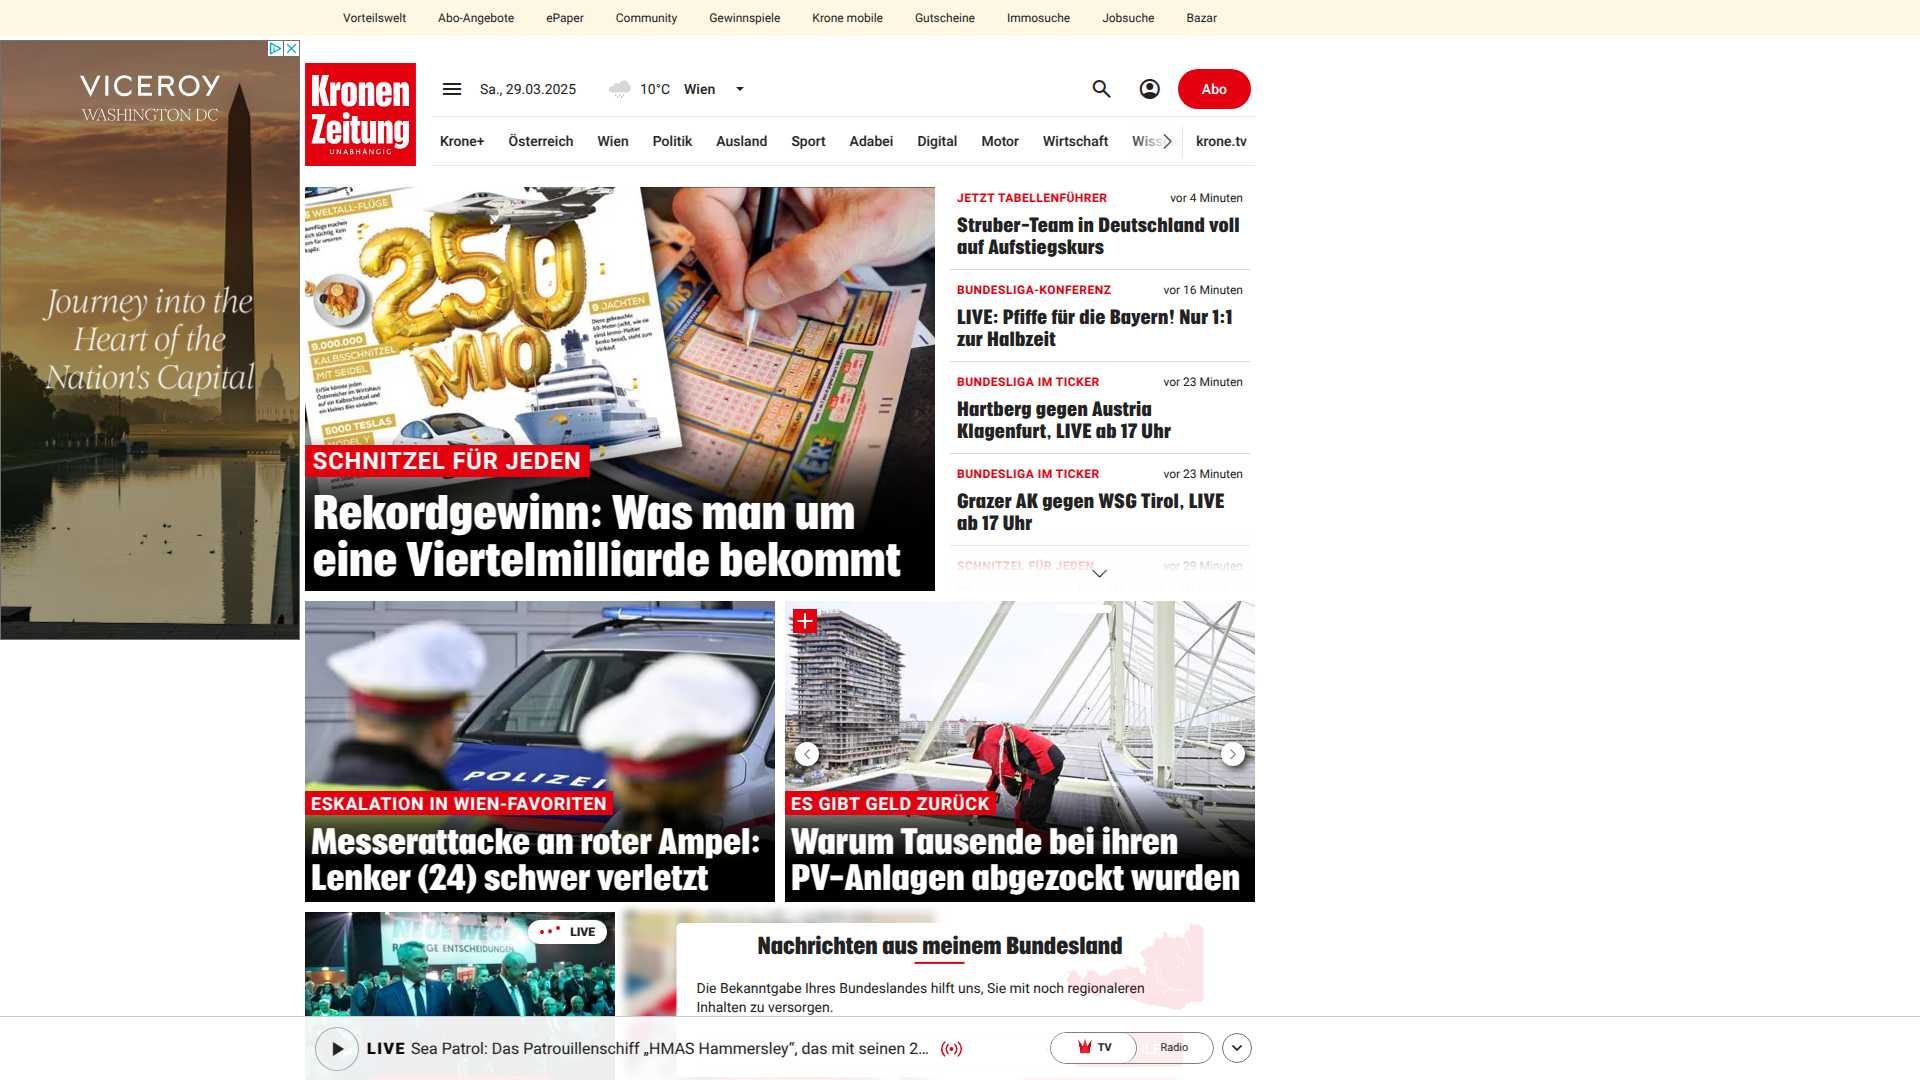 Vorteilswelt Abo-Angebote ePaper Community Gewinnspiele Krone mobile Gutscheine Immosuche Jobsuche Bazar
VICEROY
WASHINGTON DC
Journey into the
Heart of the
Nation's Capital
Kronen
Zeitung
UNABHÄNGIG
Sa., 29.03.2025 10°C Wien
Abo
Krone+ Österreich Wien Politik Ausland Sport Adabei Digital Motor Wirtschaft Wiss krone.tv
WELTALL-FLÜGE
250
MIO
9 JACHTEN
9.000.000
KALBSSCHNITZEL
MIT SEIDEL
5000 TESLAS
MODEL Y
SCHNITZEL FÜR JEDEN
Rekordgewinn: Was man um
eine Viertelmilliarde bekommt
JETZT TABELLENFÜHRER vor 4 Minuten
Struber-Team in Deutschland voll
auf Aufstiegskurs
BUNDESLIGA-KONFERENZ vor 16 Minuten
LIVE: Pfiffe für die Bayern! Nur 1:1
zur Halbzeit
BUNDESLIGA IM TICKER vor 23 Minuten
Hartberg gegen Austria
Klagenfurt, LIVE ab 17 Uhr
BUNDESLIGA IM TICKER vor 23 Minuten
Grazer AK gegen WSG Tirol, LIVE
ab 17 Uhr
SCHNITZEL FÜR JEDEN vor 29 Minuten
POLIZEI
ESKALATION IN WIEN-FAVORITEN
Messerattacke an roter Ampel:
Lenker (24) schwer verletzt
ES GIBT GELD ZURÜCK
Warum Tausende bei ihren
PV-Anlagen abgezockt wurden
NEUE WEGE
ENTSCHEIDUNGEN
LIVE
Nachrichten aus meinem Bundesland
Die Bekanntgabe Ihres Bundeslandes hilft uns, Sie mit noch regionaleren
Inhalten zu versorgen.
LIVE Sea Patrol: Das Patrouillenschiff „HMAS Hammersley“, das mit seinen 2...
TV Radio